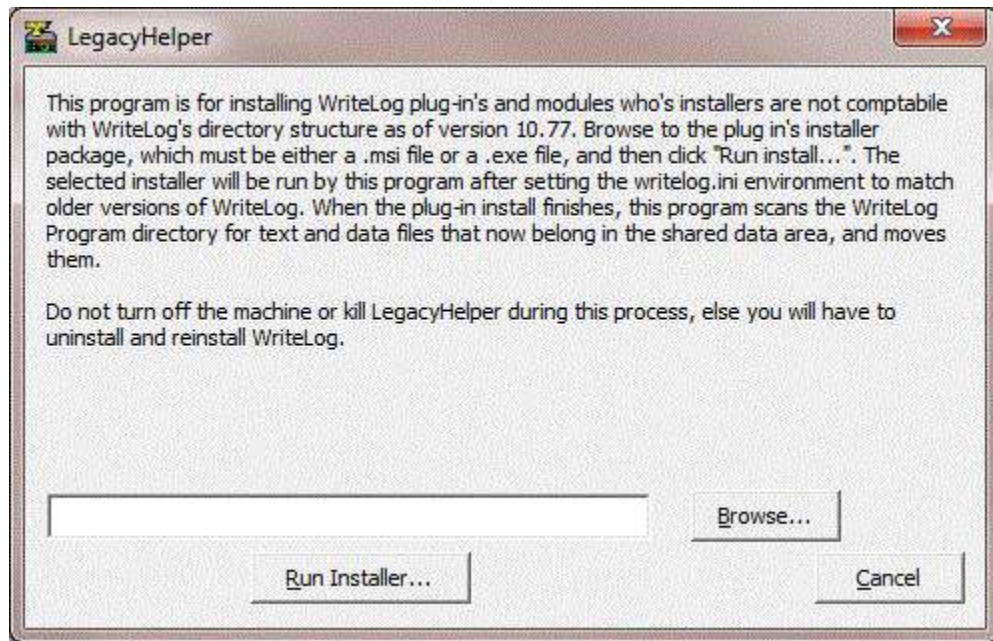 LegacyHelper
This program is for installing WriteLog plug-in's and modules who's installers are not comptabile
with WriteLog's directory structure as of version 10.77. Browse to the plug in's installer
package, which must be either a .msi file or a .exe file, and then click "Run install...". The
selected installer will be run by this program after setting the writelog.ini environment to match
older versions of WriteLog. When the plug-in install finishes, this program scans the WriteLog
Program directory for text and data files that now belong in the shared data area, and moves
them.
Do not turn off the machine or kill LegacyHelper during this process, else you will have to
uninstall and reinstall WriteLog.
Browse...
Run Installer...
Cancel